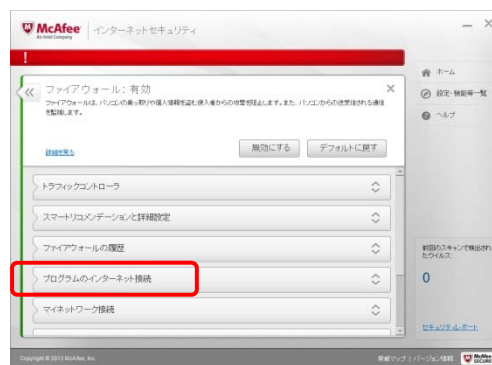 McAfee
An Intel Company
インターネットセキュリティ
!
ファイアウォール: 有効
ファイアウォールは、パソコンの乗っ取りや個人情報を盗む侵入者からの攻撃を阻止します。また、パソコンからの送受信される通信
を監視します。
詳細を見る
無効にする
デフォルトに戻す
トラフィックコントローラ
スマートリコメンデーションと詳細設定
ファイアウォールの履歴
プログラムのインターネット接続
マイネットワーク接続
ホーム
設定・機能等一覧
ヘルプ
前回のスキャンで検出され
たウイルス:
0
セキュリティレポート
Copyright © 2012 McAfee, Inc.
脅威マップ | バージョン情報
McAfee
SECURE